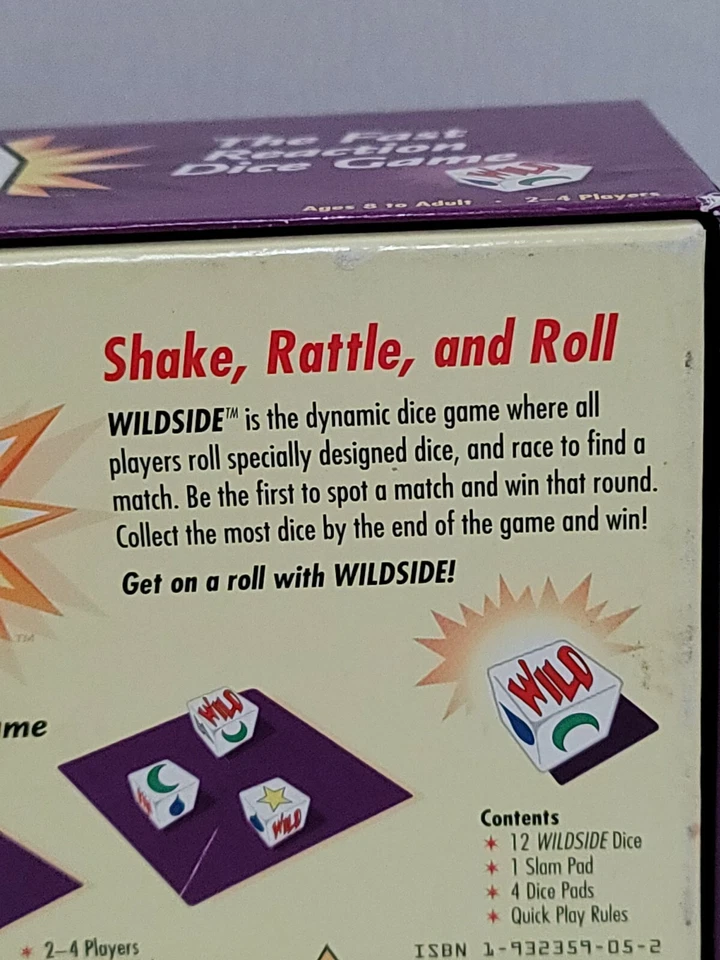 The Fast
Reaction
Dice Game
WILD
Ages 8 to Adult - 2–4 Players
Shake, Rattle, and Roll
WILDSIDE™ is the dynamic dice game where all
players roll specially designed dice, and race to find a
match. Be the first to spot a match and win that round.
Collect the most dice by the end of the game and win!
Get on a roll with WILDSIDE!
TM
WILD
WILD
me
WILD
Contents
✶ 12 WILDSIDE Dice
✶ 1 Slam Pad
✶ 4 Dice Pads
✶ Quick Play Rules
✶ 2–4 Players
ISBN 1-932359-05-2